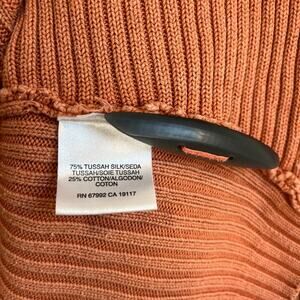 75% TUSSAH SILK/SEDA
TUSSAH/SOIE TUSSAH
25% COTTON/ALGODON/
COTON
RN 67992 CA 19117